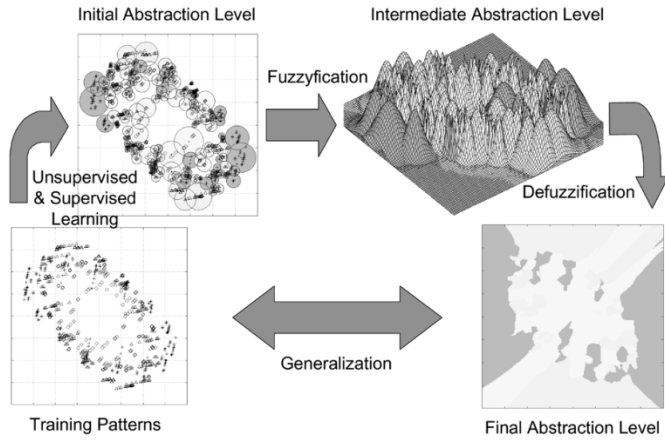 Initial Abstraction Level
Intermediate Abstraction Level
Fuzzyfication
Unsupervised
& Supervised
Learning
Defuzzification
Generalization
Training Patterns
Final Abstraction Level